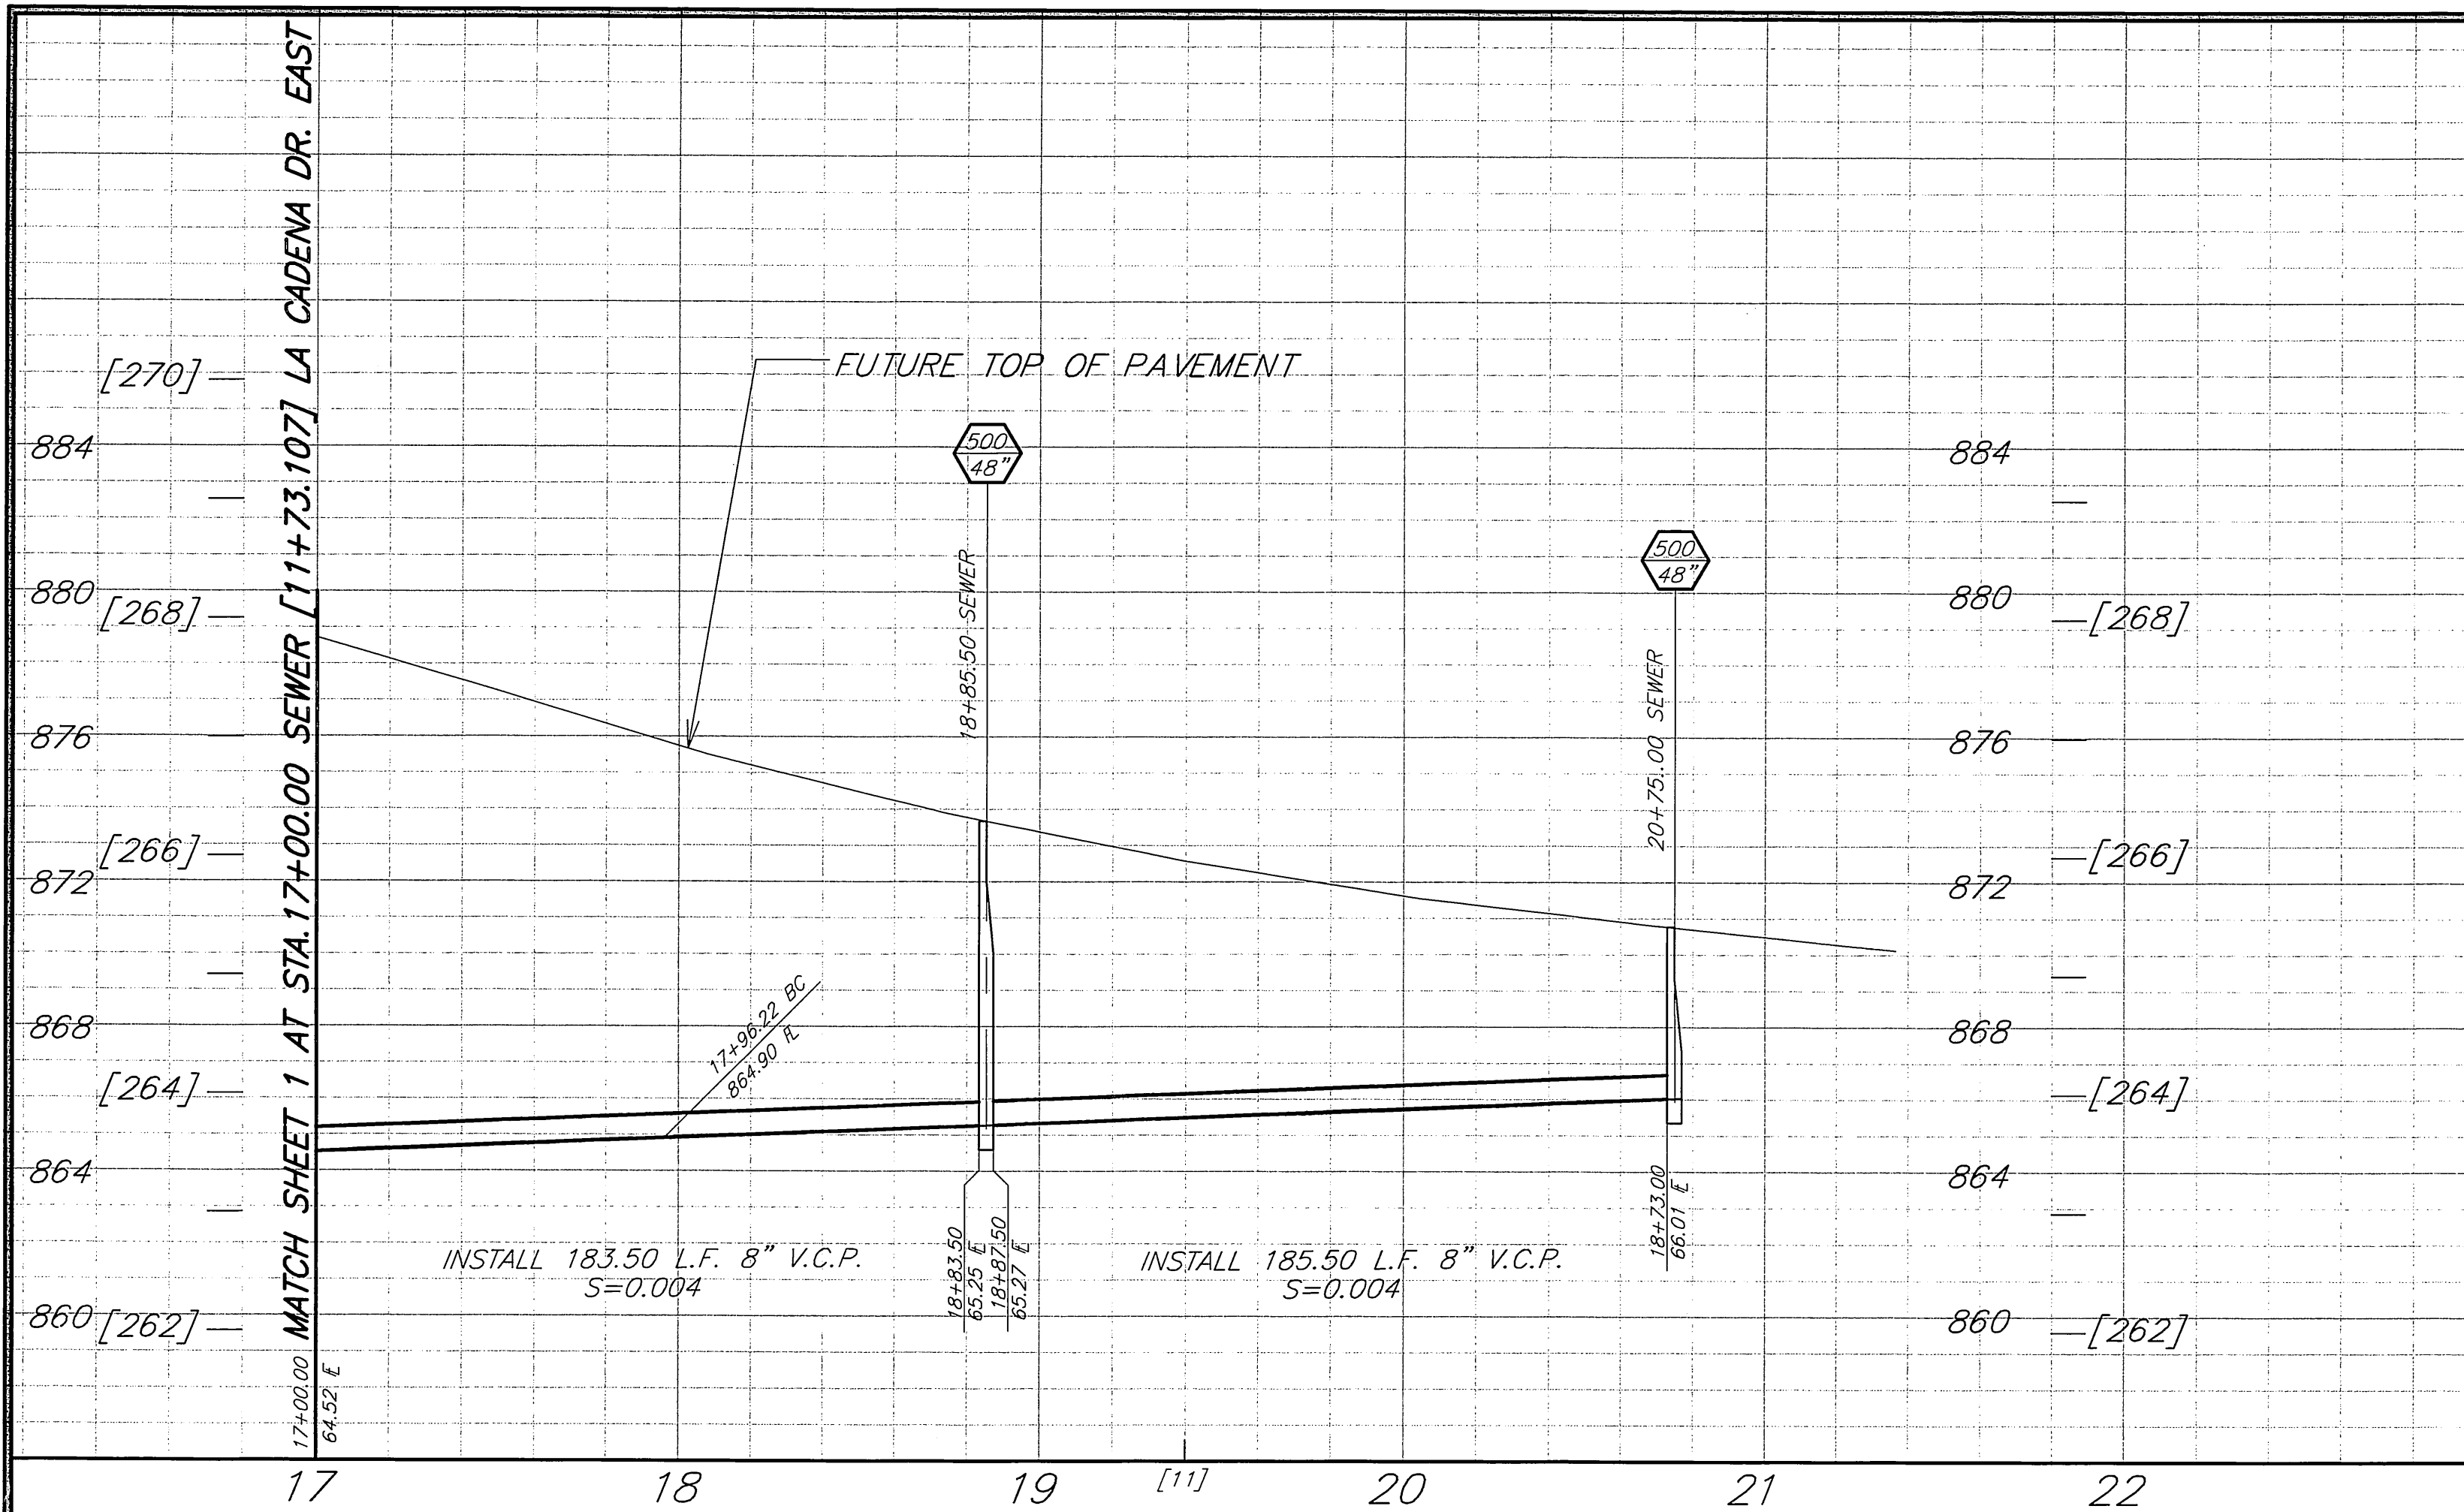 MATCH SHEET 1 AT STA. 17+00.00 SEWER [11+73.107] LA CADENA DR. EAST
[270]
884
880
[268]
876
[266]
872
868
[264]
864
860
[262]
FUTURE TOP OF PAVEMENT
500
48"
18+85.50 SEWER
500
48"
20+75.00 SEWER
884
880
[268]
876
[266]
872
868
[264]
864
860
[262]
17+96.22 BC
864.90 FL
INSTALL 183.50 L.F. 8" V.C.P.
S=0.004
18+83.50
65.25 FL
18+87.50
65.27 FL
INSTALL 185.50 L.F. 8" V.C.P.
S=0.004
18+73.00
66.01 FL
17+00.00
64.52 FL
17
18
19
[11]
20
21
22